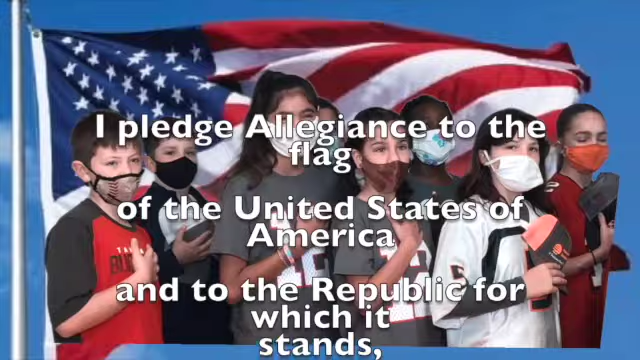 I pledge Allegiance to the
flag
of the United States of
America
and to the Republic for
which it
stands,